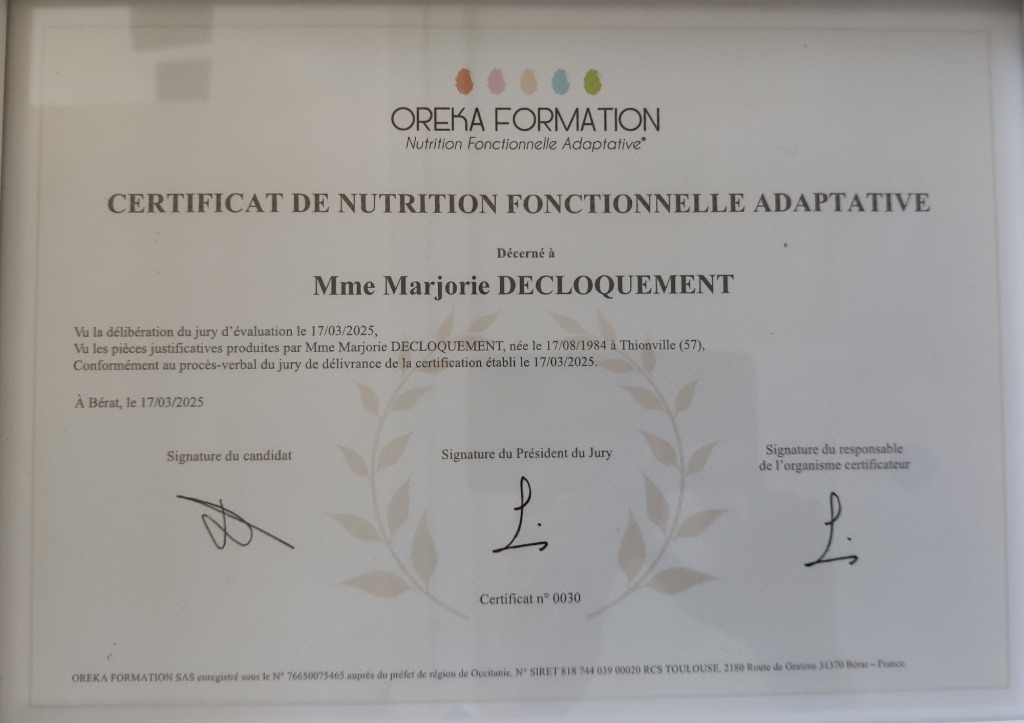 OREKA FORMATION
Nutrition Fonctionnelle Adaptative®
CERTIFICAT DE NUTRITION FONCTIONNELLE ADAPTATIVE
Décerné à
Mme Marjorie DECLOQUEMENT
Vu la délibération du jury d'évaluation le 17/03/2025,
Vu les pièces justificatives produites par Mme Marjorie DECLOQUEMENT, née le 17/08/1984 à Thionville (57),
Conformément au procès-verbal du jury de délivrance de la certification établi le 17/03/2025.
À Bérat, le 17/03/2025
Signature du candidat
Signature du Président du Jury
Signature du responsable
de l'organisme certificateur
Certificat n° 0030
OREKA FORMATION SAS enregistré sous le N° 76650075465 auprès du préfet de région de Occitanie. N° SIRET 818 744 039 00020 RCS TOULOUSE. 2180 Route de Gratens 31370 Bérat – France